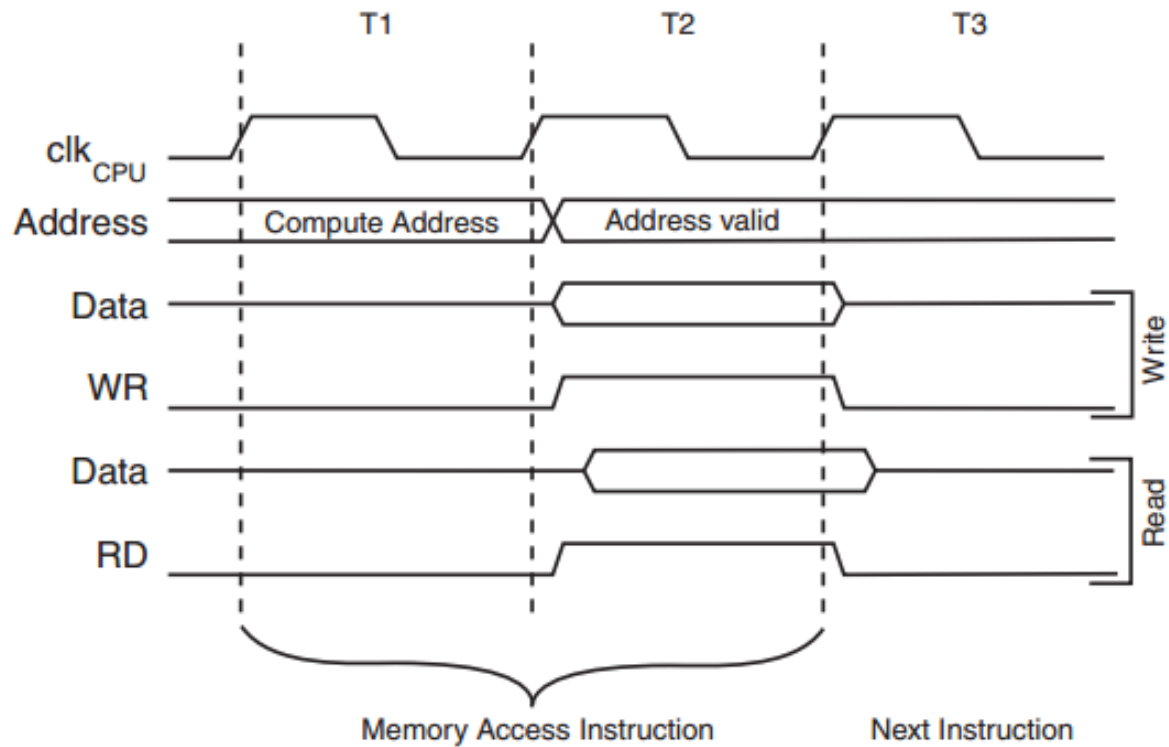 T1 T2 T3
clkCPU
Address Compute Address Address valid
Data
WR
Write
Data
RD
Read
Memory Access Instruction Next Instruction